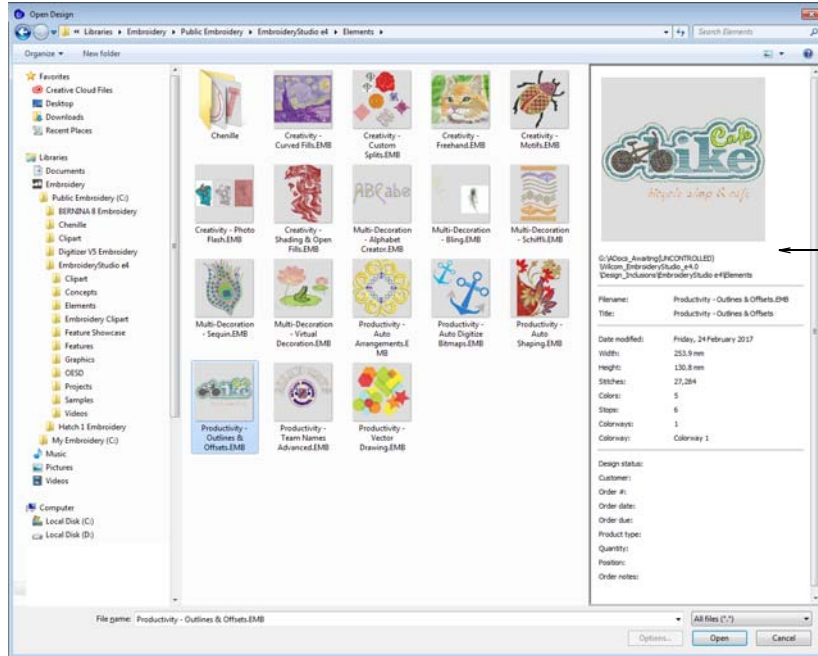 Open Design
Libraries ▸ Embroidery ▸ Public Embroidery ▸ EmbroideryStudio e4 ▸ Elements ▸
Search Elements
Organize
New folder
Favorites
Creative Cloud Files
Desktop
Downloads
Recent Places
Libraries
Documents
Embroidery
Public Embroidery (C:)
BERNINA 8 Embroidery
Chenille
Clipart
Digitizer V5 Embroidery
EmbroideryStudio e4
Clipart
Concepts
Elements
Embroidery Clipart
Feature Showcase
Features
Graphics
OESD
Projects
Samples
Videos
Hatch 1 Embroidery
My Embroidery (C:)
Music
Pictures
Videos
Computer
Local Disk (C:)
Local Disk (D:)
Chenille
Creativity -
Curved Fills.EMB
Creativity -
Custom
Splits.EMB
Creativity -
Freehand.EMB
Creativity -
Motifs.EMB
Creativity - Photo
Flash.EMB
Creativity -
Shading & Open
Fills.EMB
ABCabc
Multi-Decoration
- Alphabet
Creator.EMB
Multi-Decoration
- Bling.EMB
Multi-Decoration
- Schiffli.EMB
Multi-Decoration
- Sequin.EMB
Multi-Decoration
- Virtual
Decoration.EMB
Productivity -
Auto
Arrangements.E
MB
Productivity -
Auto Digitize
Bitmaps.EMB
Productivity -
Auto
Shaping.EMB
Productivity -
Outlines &
Offsets.EMB
Productivity -
Team Names
Advanced.EMB
Productivity -
Vector
Drawing.EMB
Cafe
ike
bicycle shop & cafe
G:\ADocs_Awaiting(UNCONTROLLED)
\Wilcom_EmbroideryStudio_e4.0
\Design_Inclusions\EmbroideryStudio e4\Elements
Filename: Productivity - Outlines & Offsets.EMB
Title: Productivity - Outlines & Offsets
Date modified: Friday, 24 February 2017
Width: 253.9 mm
Height: 130.8 mm
Stitches: 27,284
Colors: 5
Stops: 6
Colorways: 1
Colorway: Colorway 1
Design status:
Customer:
Order #:
Order date:
Order due:
Product type:
Quantity:
Position:
Order notes:
File name: Productivity - Outlines & Offsets.EMB
All files (*.*)
Options...
Open
Cancel